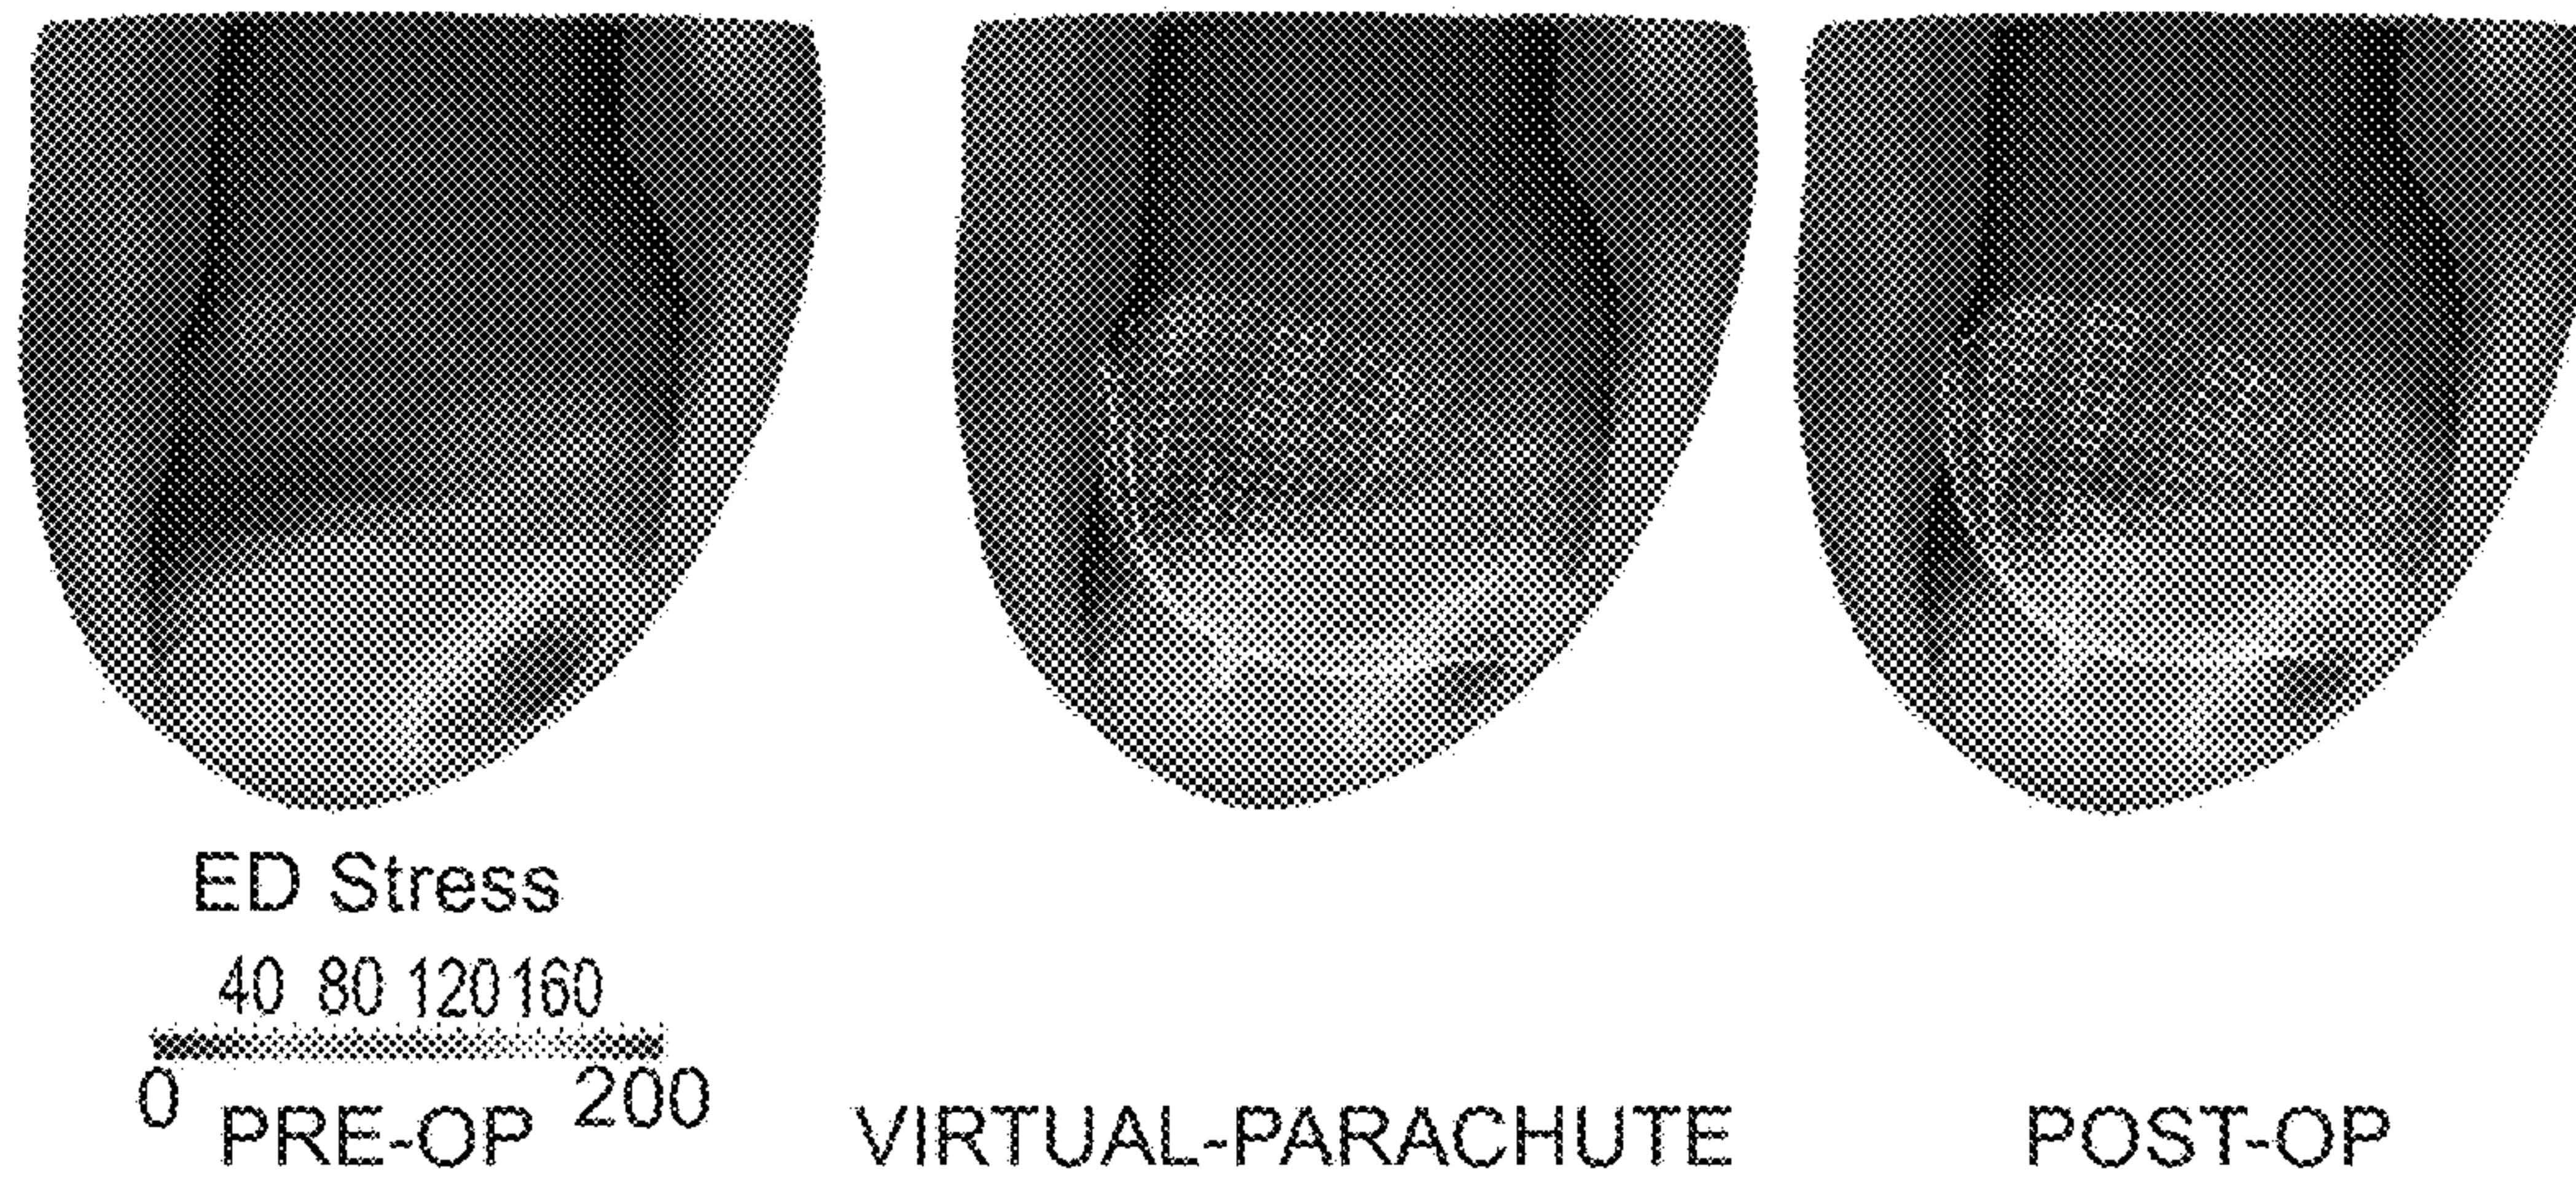 ED Stress
40 80 120 160
0 200
PRE-OP VIRTUAL-PARACHUTE POST-OP